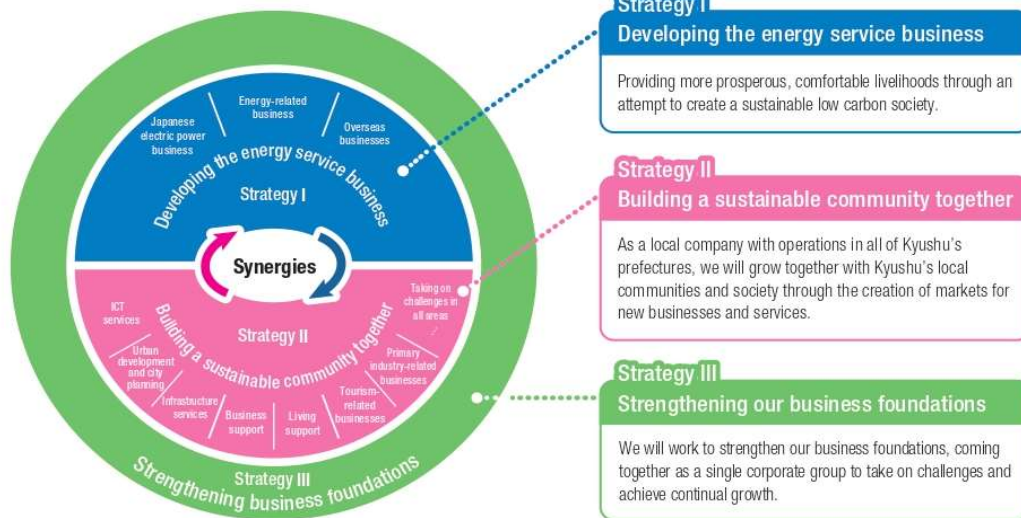 Japanese
electric power
business
Energy-related
business
Overseas
businesses
Developing the energy service business
Strategy I
Synergies
ICT
services
Urban
development
and city
planning
Infrastructure
services
Business
support
Living
support
Tourism-
related
businesses
Primary
industry-related
businesses
Taking on
challenges in
all areas
...
Strategy II
Building a sustainable community together
Strategy III
Strengthening business foundations
Strategy I
Developing the energy service business
Providing more prosperous, comfortable livelihoods through an
attempt to create a sustainable low carbon society.
Strategy II
Building a sustainable community together
As a local company with operations in all of Kyushu’s
prefectures, we will grow together with Kyushu’s local
communities and society through the creation of markets for
new businesses and services.
Strategy III
Strengthening our business foundations
We will work to strengthen our business foundations, coming
together as a single corporate group to take on challenges and
achieve continual growth.